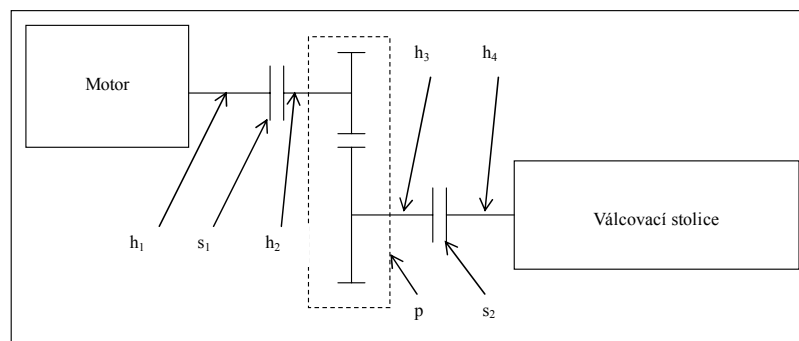 h₃
h₄
Motor
Válcovací stolice
h₁
s₁
h₂
p
s₂